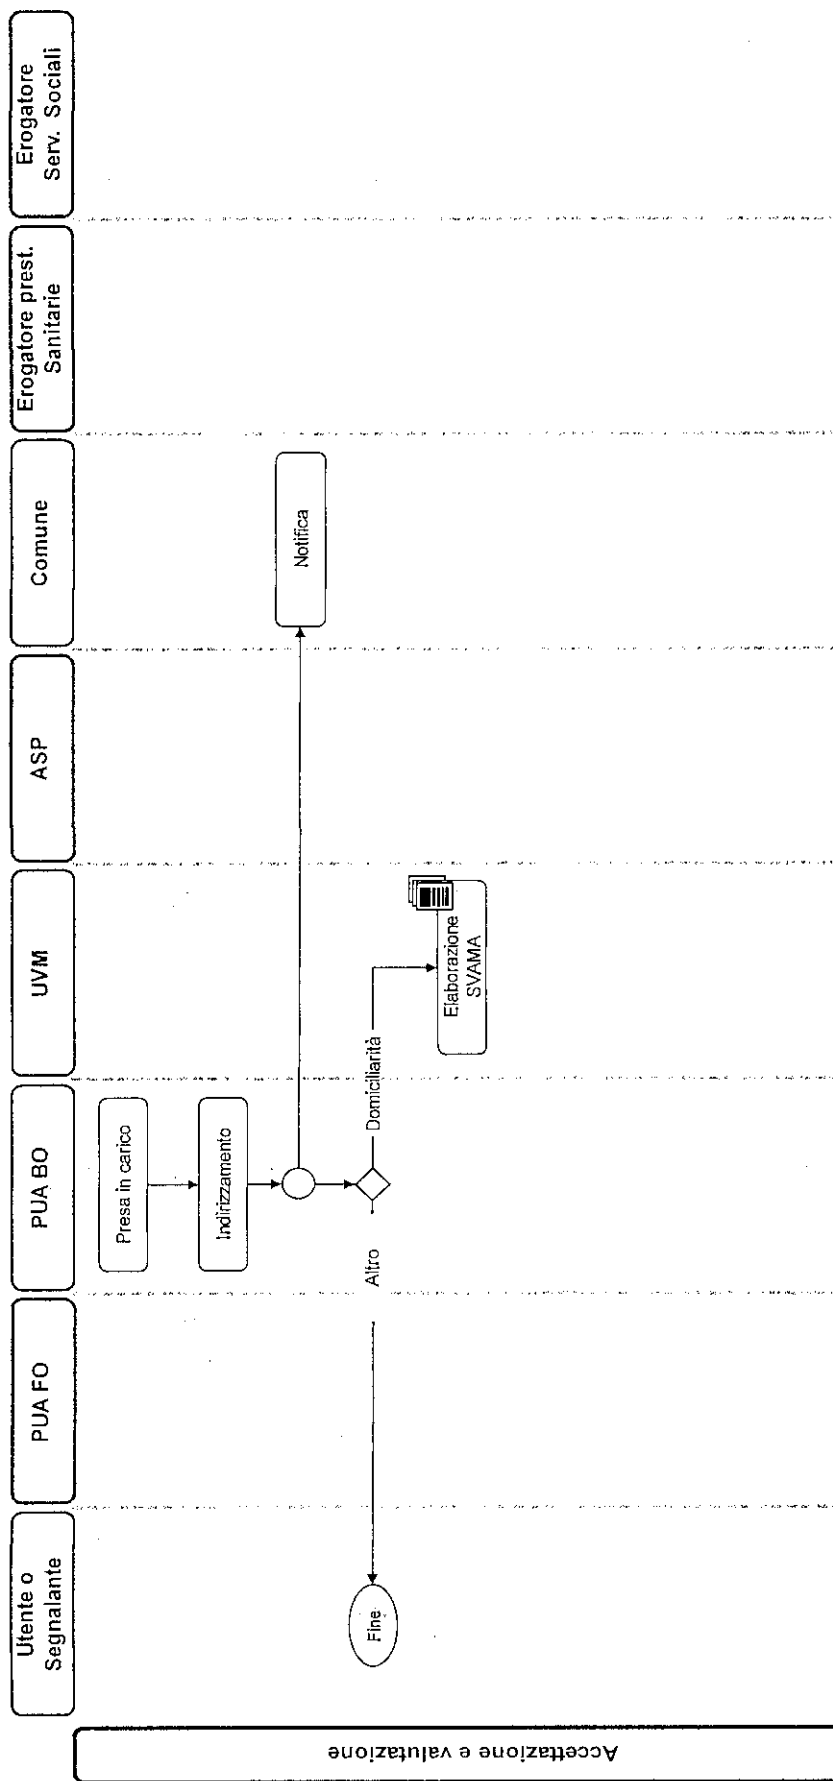 Utente o
Segnalante
PUA FO
PUA BO
UVM
ASP
Comune
Erogatore prest.
Sanitarie
Erogatore
Serv. Sociali
Accettazione e valutazione
Presa in carico
Indirizzamento
Notifica
Fine
Altro
Domiciliarità
Elaborazione
SVAMA